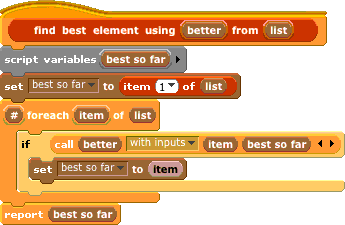 find best element using better from list
script variables best so far
set best so far to item 1 of list
# foreach item of list
if call better with inputs item best so far
set best so far to item
report best so far